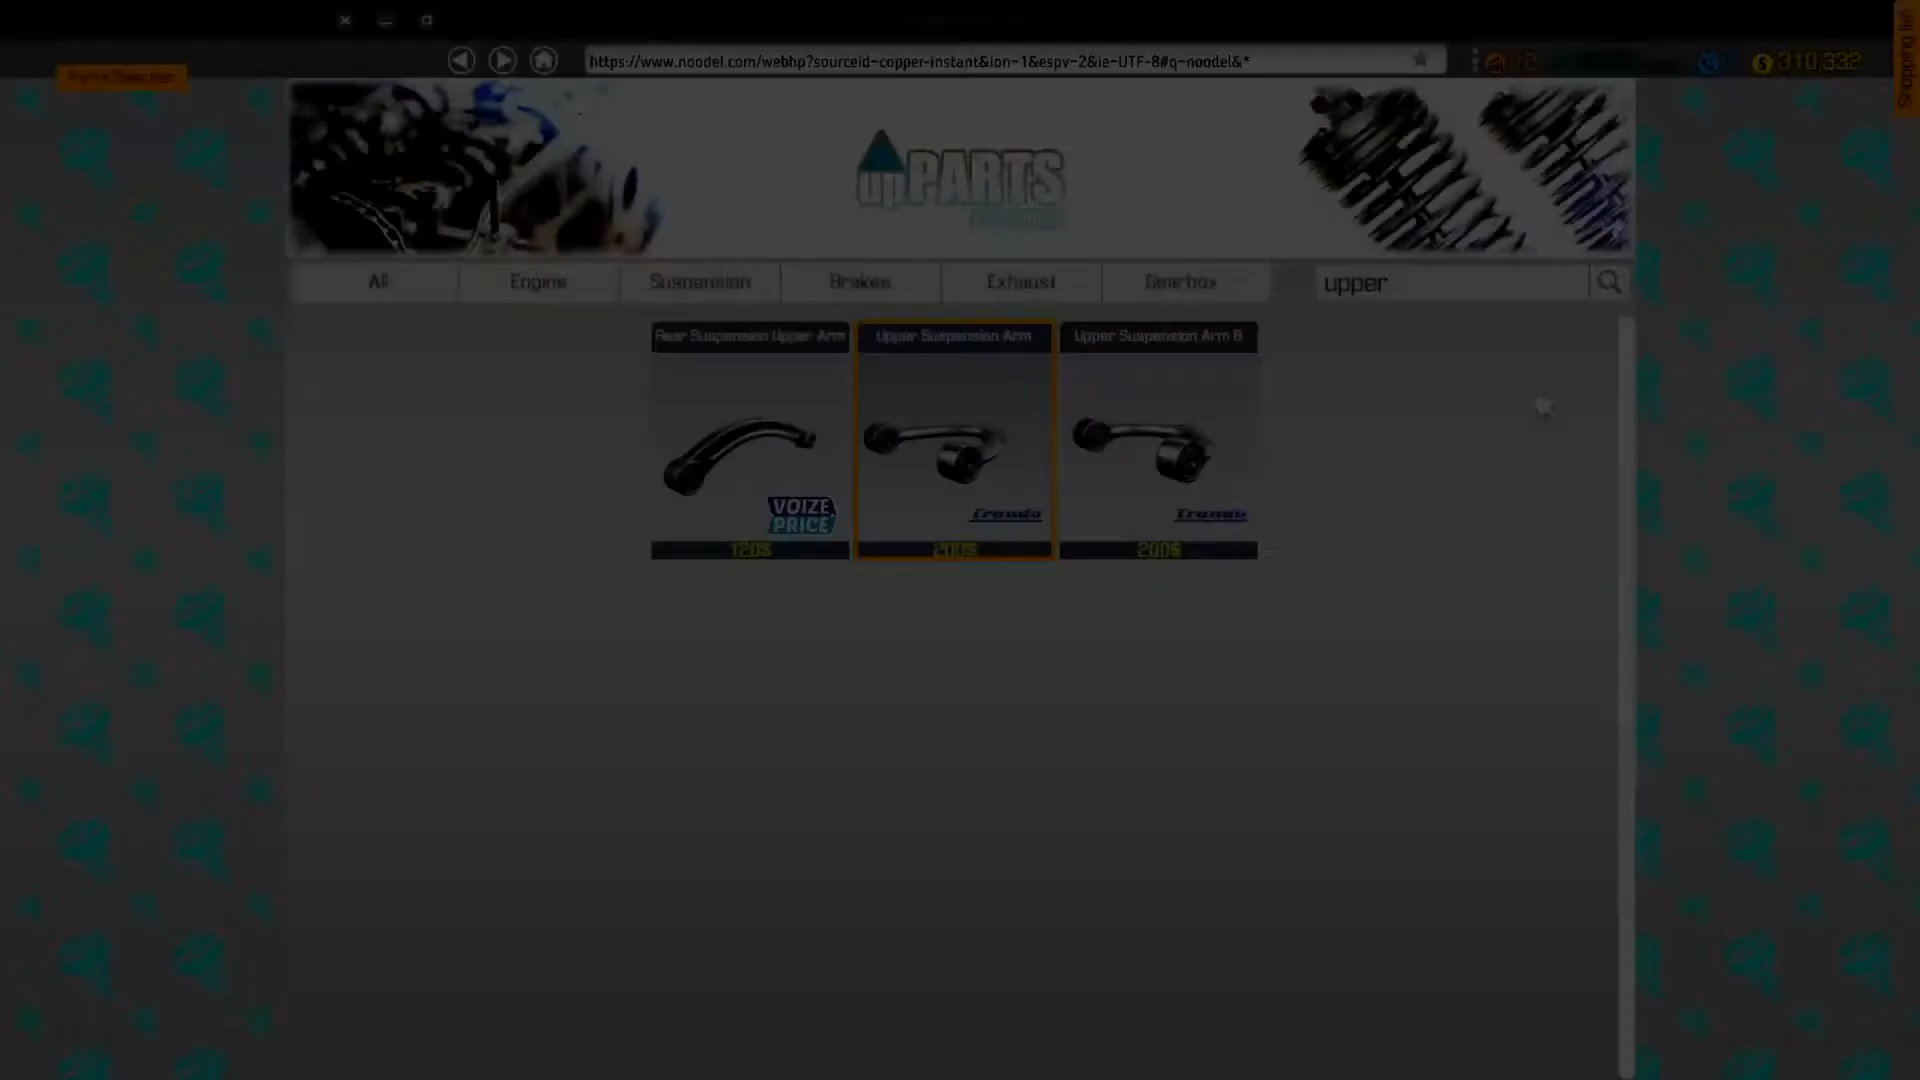 https://www.noodel.com/webhp?sourceid-copper-instant&ion-1&espv-2&ie-UTF-8#q-noodel&*
310,332
Shopping list
upPARTS
All
Engine
Suspension
Brakes
Exhaust
Gearbox
upper
Rear Suspension Upper Arm
Upper Suspension Arm
Upper Suspension Arm B
VOIZE
PRICE
120$
200$
200$